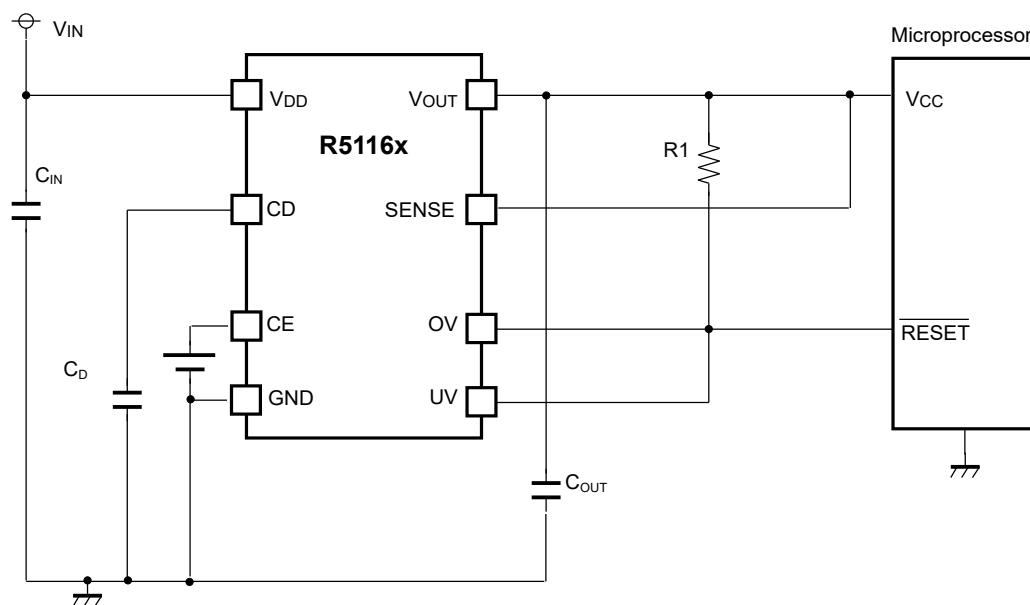 VIN
Microprocessor
VDD
VOUT
VCC
R5116x
R1
CIN
CD
SENSE
CE
OV
RESET
CD
GND
UV
COUT